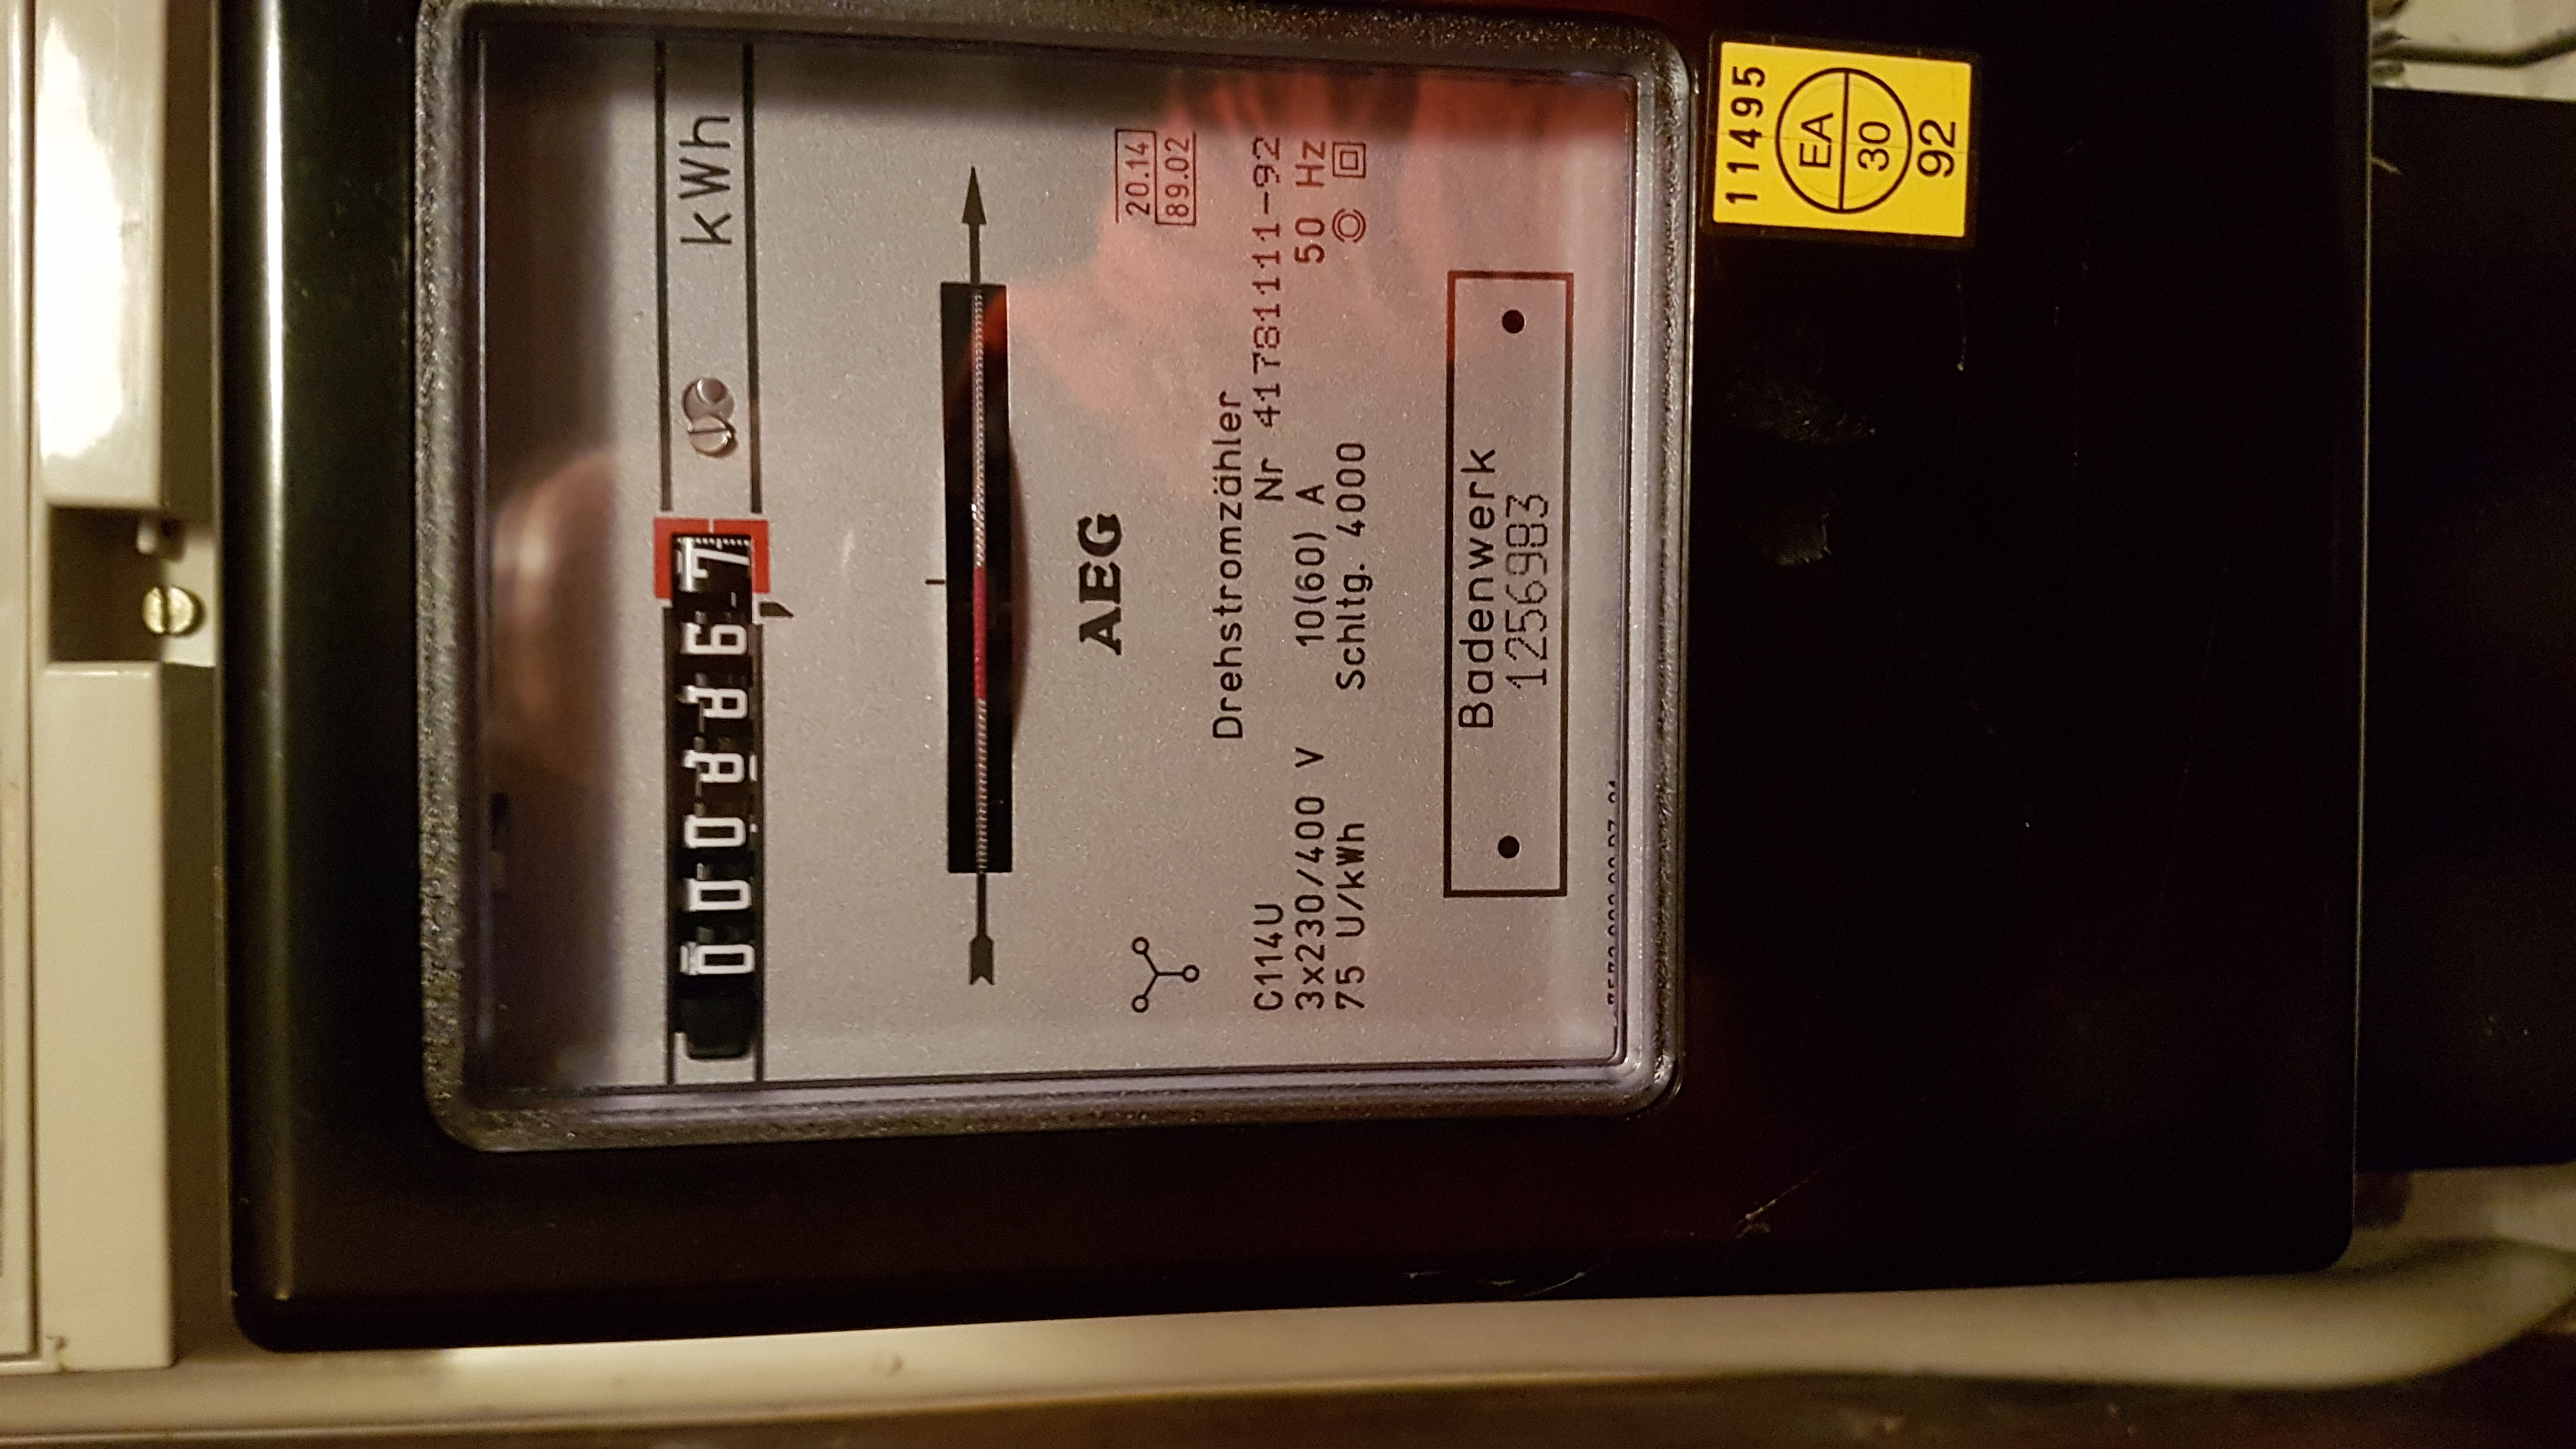 0008867
kWh
AEG
20.14
89.02
Drehstromzähler
C114U Nr 41781111-92
3x230/400 V 10(60) A 50 Hz
75 U/kWh Schltg. 4000
Badenwerk
1256983
11495
EA
30
92